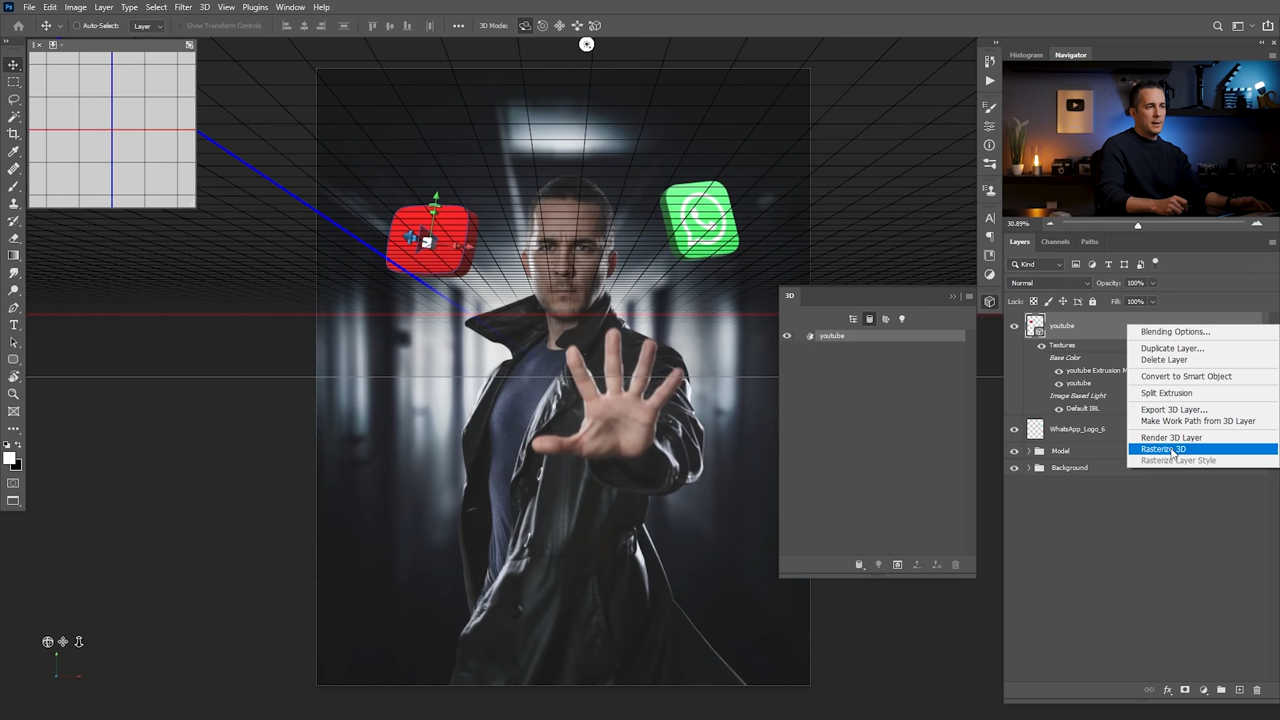 Ps File Edit Image Layer Type Select Filter 3D View Plugins Window Help
Auto-Select: Layer Show Transform Controls 3D Mode:
Histogram Navigator
30.89%
Layers Channels Paths
Kind
Normal Opacity: 100%
Lock: Fill: 100%
youtube
Textures
Base Color
youtube Extrusion M
youtube
Image Based Light
Default IBL
WhatsApp_Logo_6
Model
Background
Blending Options...
Duplicate Layer...
Delete Layer
Convert to Smart Object
Split Extrusion
Export 3D Layer...
Make Work Path from 3D Layer
Render 3D Layer
Rasterize 3D
Rasterize Layer Style
3D
youtube